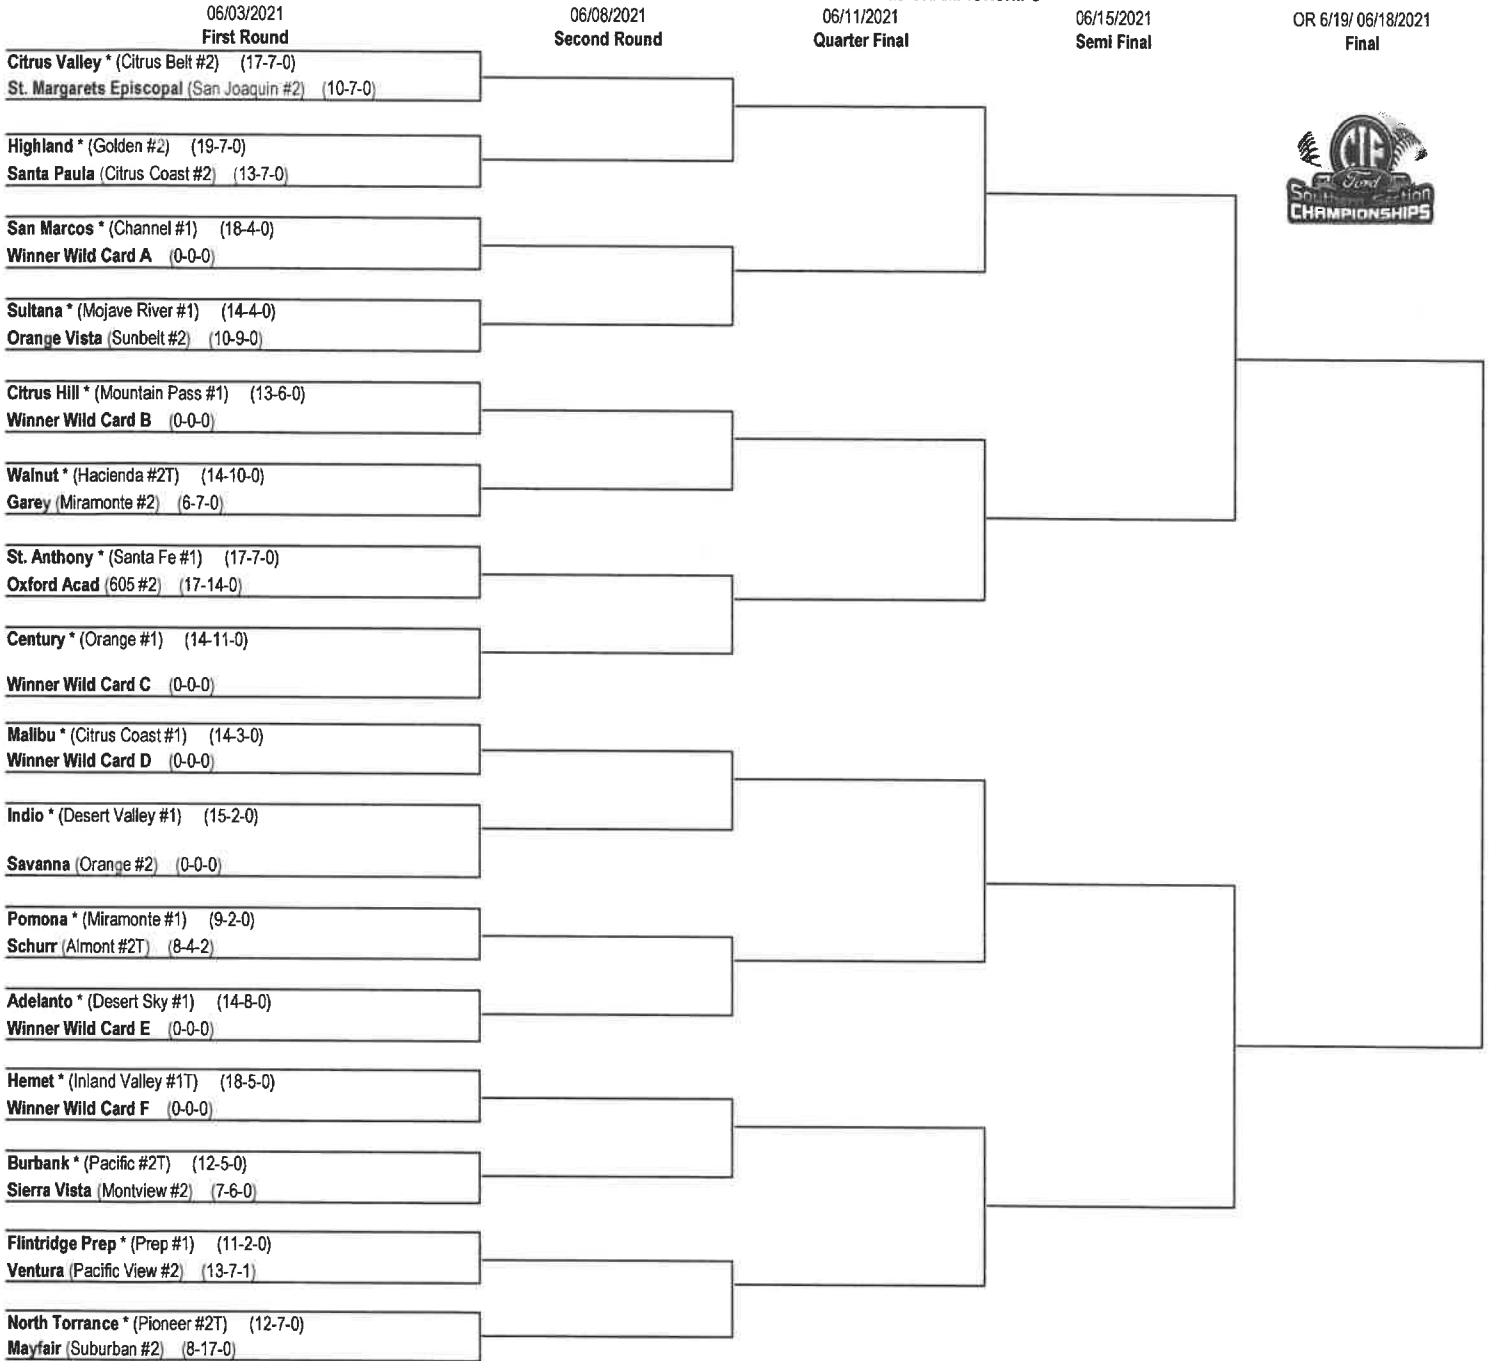 06/03/2021
First Round
06/08/2021
Second Round
06/11/2021
Quarter Final
06/15/2021
Semi Final
OR 6/19/ 06/18/2021
Final
Citrus Valley * (Citrus Belt #2) (17-7-0)
St. Margarets Episcopal (San Joaquin #2) (10-7-0)
Highland * (Golden #2) (19-7-0)
Santa Paula (Citrus Coast #2) (13-7-0)
San Marcos * (Channel #1) (18-4-0)
Winner Wild Card A (0-0-0)
Sultana * (Mojave River #1) (14-4-0)
Orange Vista (Sunbelt #2) (10-9-0)
Citrus Hill * (Mountain Pass #1) (13-6-0)
Winner Wild Card B (0-0-0)
Walnut * (Hacienda #2T) (14-10-0)
Garey (Miramonte #2) (6-7-0)
St. Anthony * (Santa Fe #1) (17-7-0)
Oxford Acad (605 #2) (17-14-0)
Century * (Orange #1) (14-11-0)
Winner Wild Card C (0-0-0)
Malibu * (Citrus Coast #1) (14-3-0)
Winner Wild Card D (0-0-0)
Indio * (Desert Valley #1) (15-2-0)
Savanna (Orange #2) (0-0-0)
Pomona * (Miramonte #1) (9-2-0)
Schurr (Almont #2T) (8-4-2)
Adelanto * (Desert Sky #1) (14-8-0)
Winner Wild Card E (0-0-0)
Hemet * (Inland Valley #1T) (18-5-0)
Winner Wild Card F (0-0-0)
Burbank * (Pacific #2T) (12-5-0)
Sierra Vista (Montview #2) (7-6-0)
Flintridge Prep * (Prep #1) (11-2-0)
Ventura (Pacific View #2) (13-7-1)
North Torrance * (Pioneer #2T) (12-7-0)
Mayfair (Suburban #2) (8-17-0)
CIF
Ford
Southern Section
CHAMPIONSHIPS